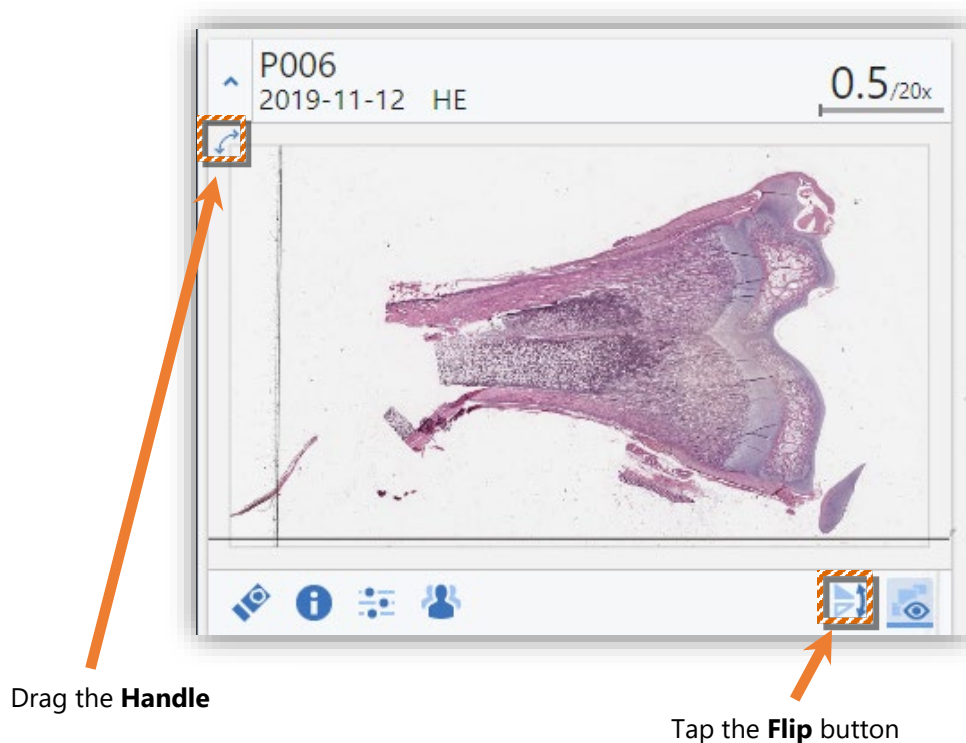 P006
2019-11-12 HE
0.5/20x
Drag the Handle
Tap the Flip button